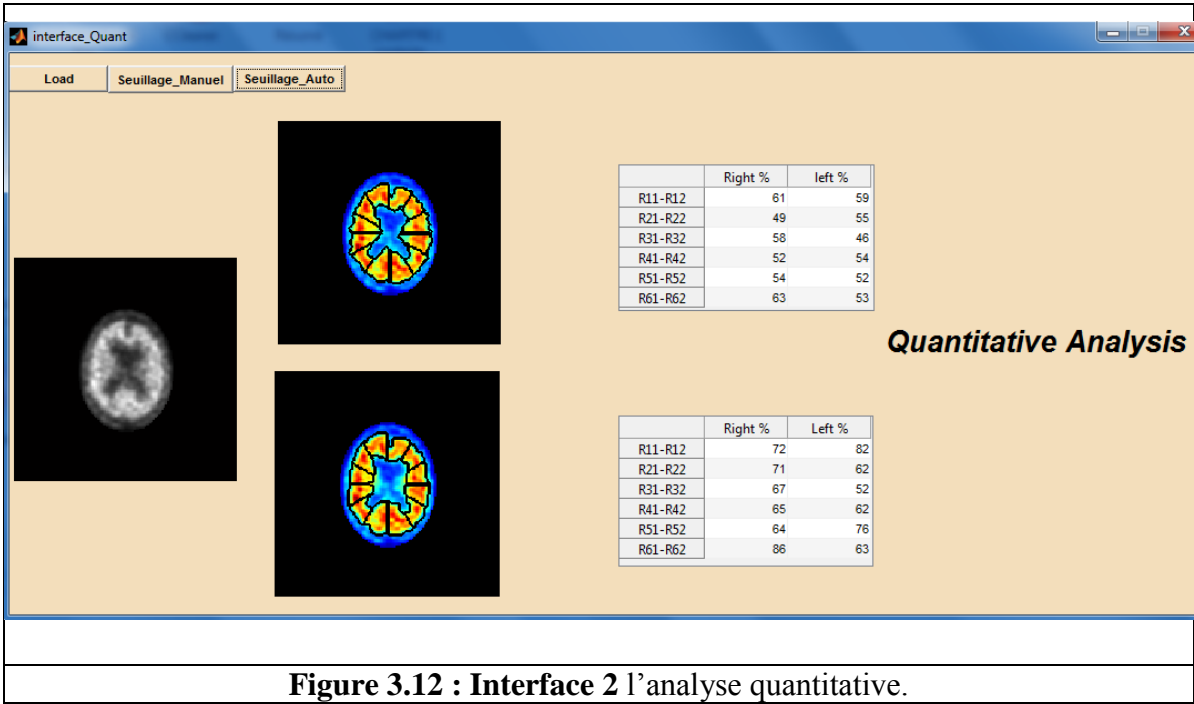 interface_Quant
Load Seuillage_Manuel Seuillage_Auto
Right % left %
R11-R12 61 59
R21-R22 49 55
R31-R32 58 46
R41-R42 52 54
R51-R52 54 52
R61-R62 63 53
Quantitative Analysis
Right % Left %
R11-R12 72 82
R21-R22 71 62
R31-R32 67 52
R41-R42 65 62
R51-R52 64 76
R61-R62 86 63
Figure 3.12 : Interface 2 l’analyse quantitative.